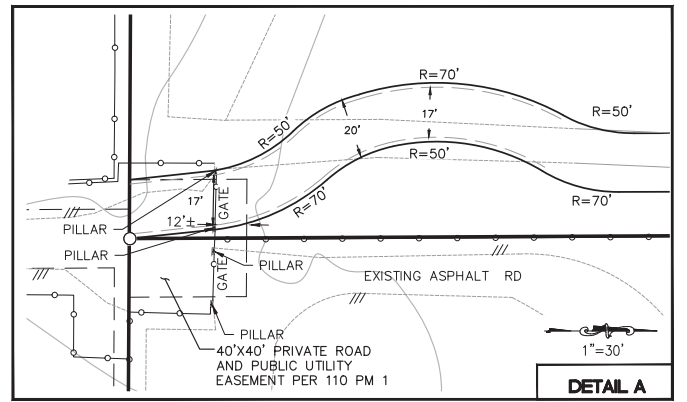 R=70'
R=50'
R=50'
20'
17'
R=50'
R=70'
R=70'
17'
GATE
12'±
PILLAR
PILLAR
GATE
PILLAR
EXISTING ASPHALT RD
PILLAR
40'X40' PRIVATE ROAD
AND PUBLIC UTILITY
EASEMENT PER 110 PM 1
1"=30'
DETAIL A